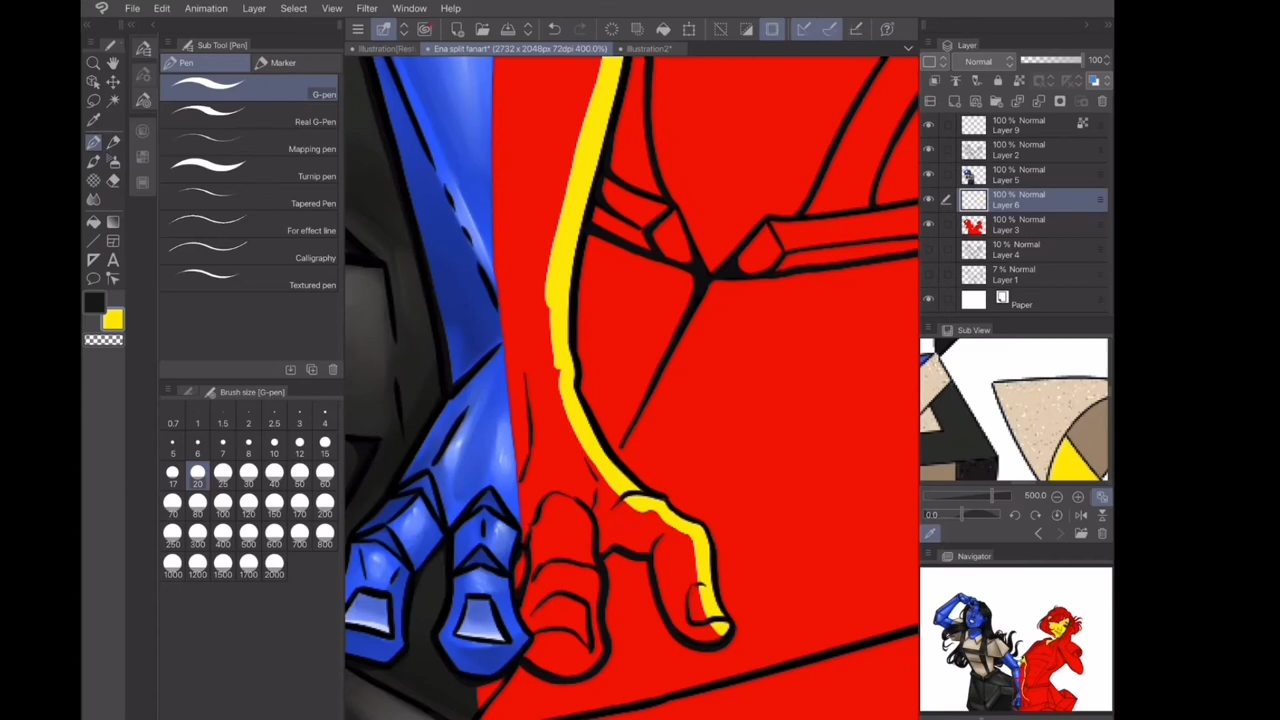 File Edit Animation Layer Select View Filter Window Help
Sub Tool [Pen]
Illustration[Res
Ena split fanart* (2732 x 2048px 72dpi 400.0%)
Illustration2*
Layer
Pen Marker
Normal 100
G-pen
Real G-Pen
Mapping pen
Turnip pen
Tapered Pen
For effect line
Calligraphy
Textured pen
100 % Normal
Layer 9
100 % Normal
Layer 2
100 % Normal
Layer 5
100 % Normal
Layer 6
100 % Normal
Layer 3
10 % Normal
Layer 4
7 % Normal
Layer 1
Paper
Sub View
Brush size [G-pen]
0.7 1 1.5 2 2.5 3 4
5 6 7 8 10 12 15
17 20 25 30 40 50 60
70 80 100 120 150 170 200
250 300 400 500 600 700 800
1000 1200 1500 1700 2000
500.0
0.0
Navigator